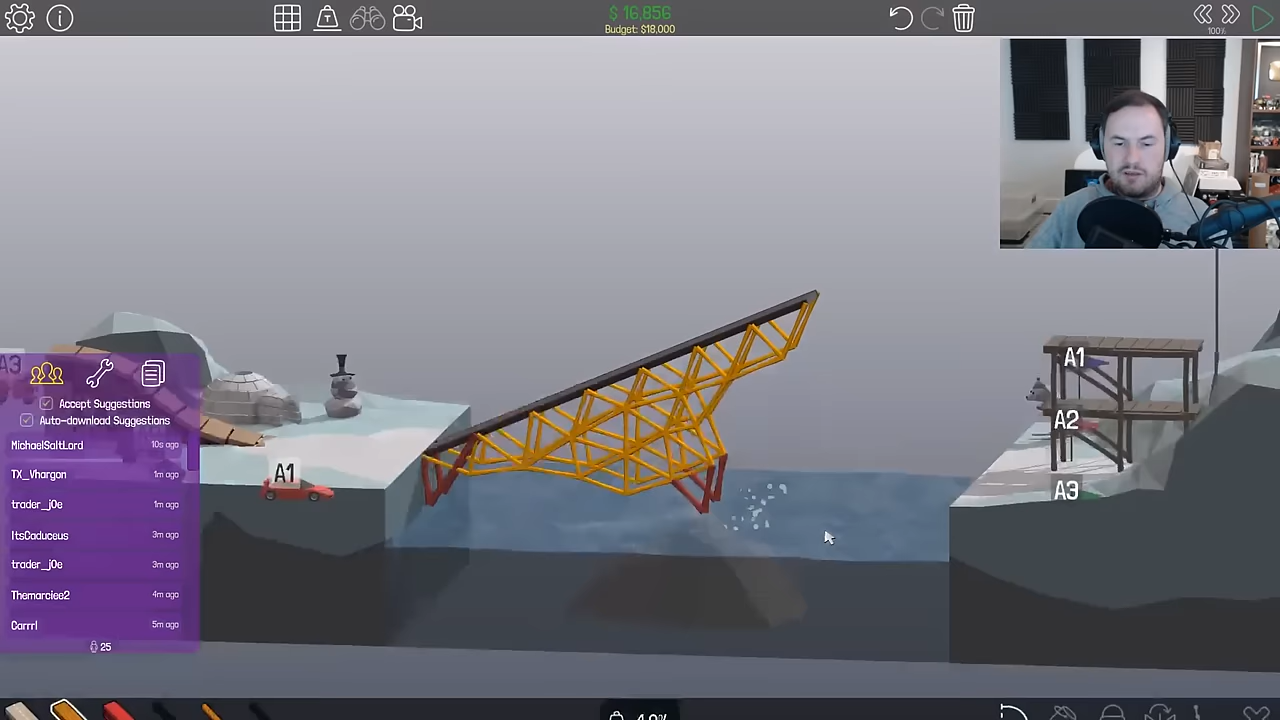 $ 16,856
Budget: $18,000
100%
A3
Accept Suggestions
Auto-download Suggestions
MichaelSaltLord 10s ago
TX_Vhargon 1m ago
trader_j0e 1m ago
ItsCaduceus 3m ago
trader_j0e 3m ago
Themarciee2 4m ago
Carrrl 5m ago
25
A1
A1
A2
A3